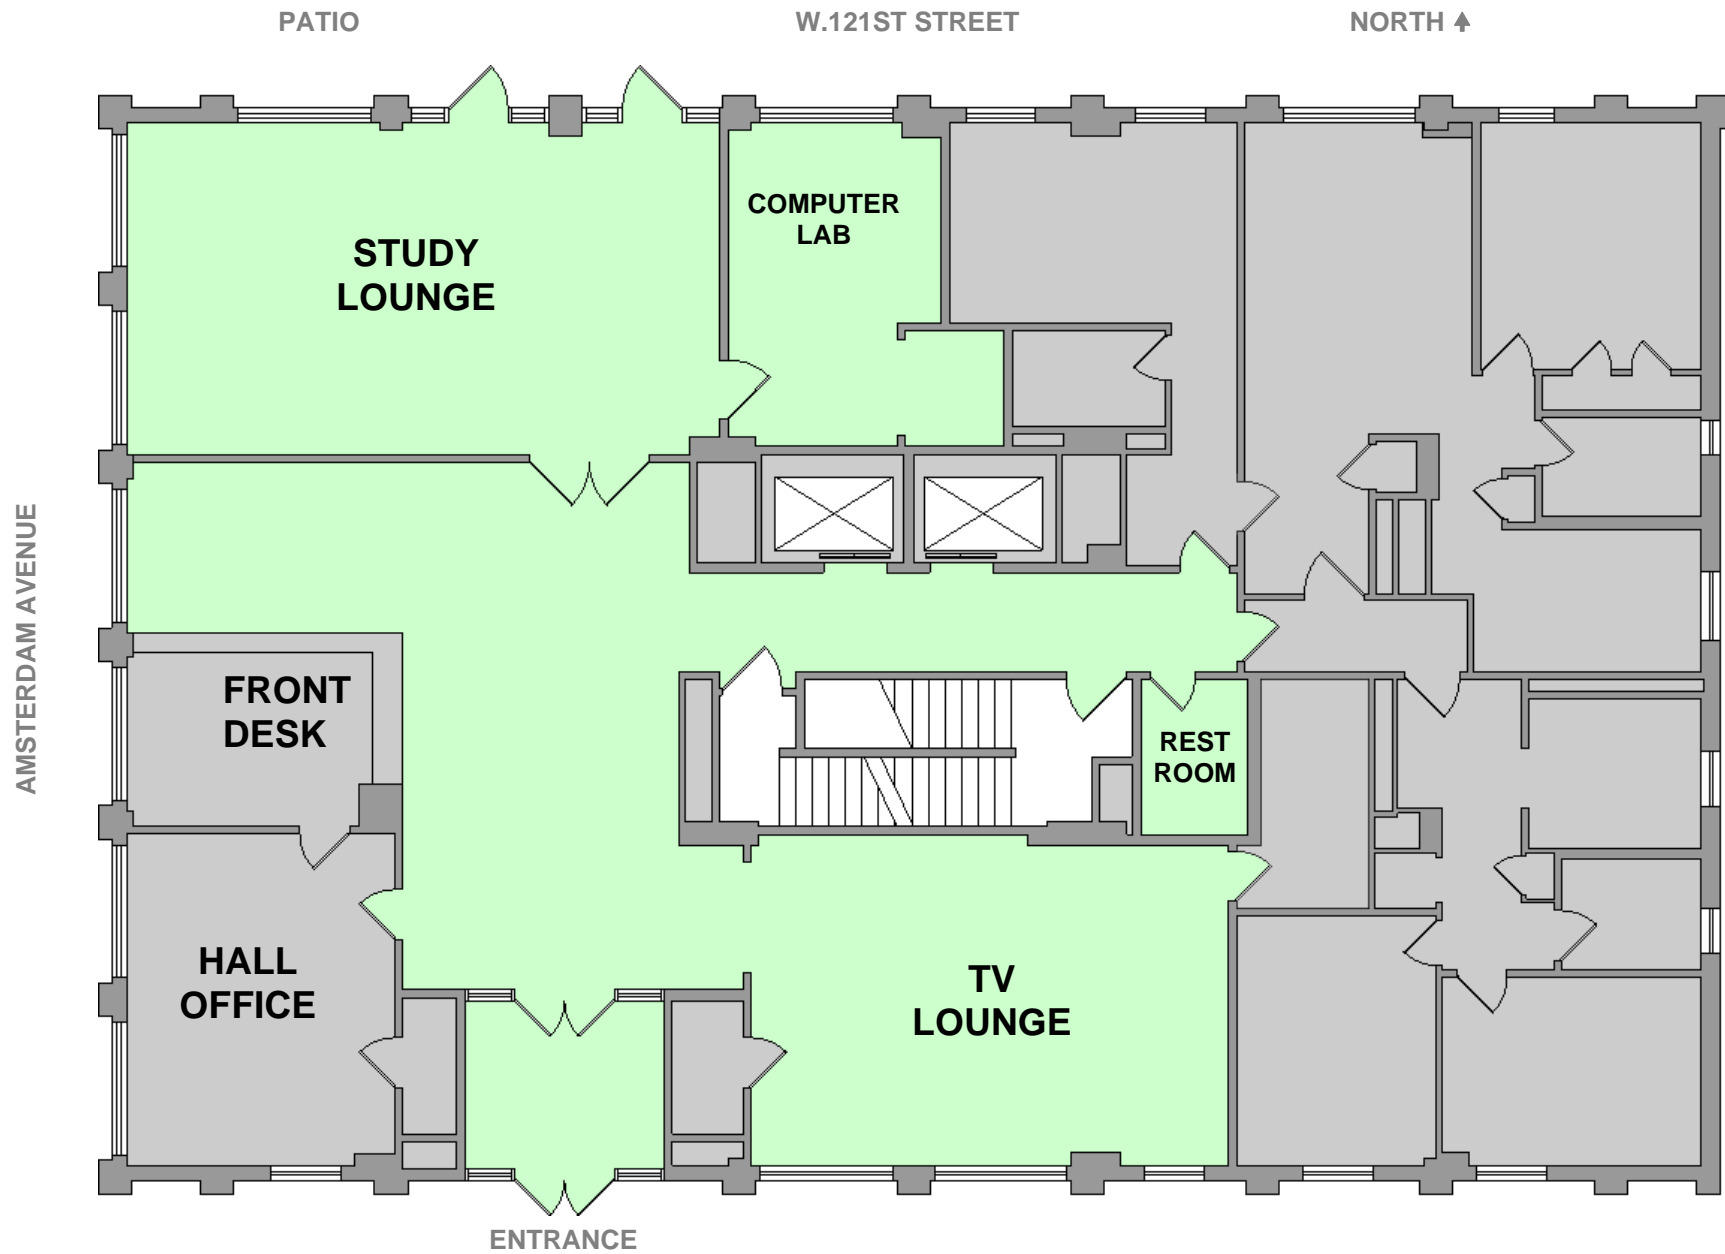 PATIO
W.121ST STREET
NORTH
STUDY
LOUNGE
COMPUTER
LAB
AMSTERDAM AVENUE
FRONT
DESK
REST
ROOM
HALL
OFFICE
TV
LOUNGE
ENTRANCE